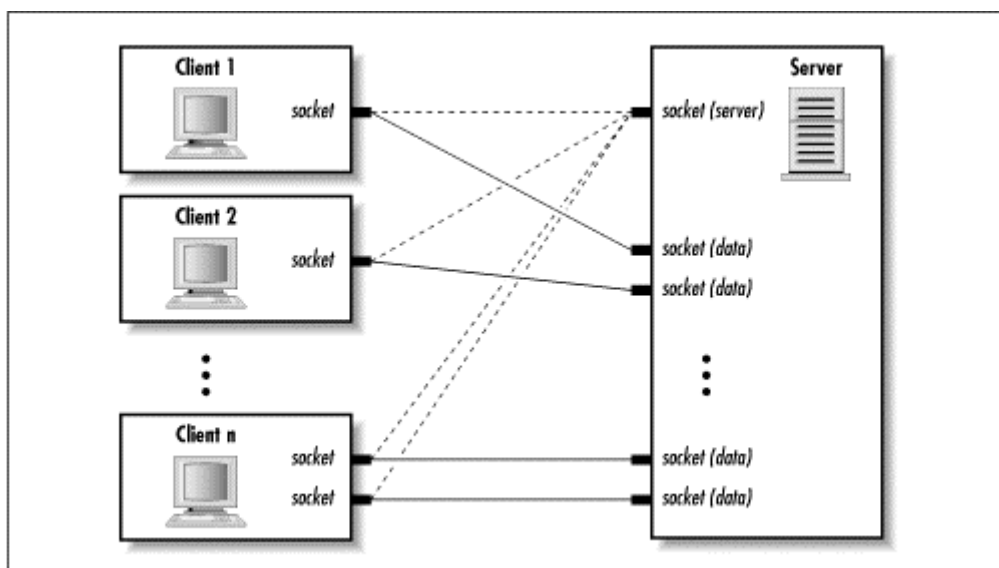 Client 1
socket
Client 2
socket
Client n
socket
socket
Server
socket (server)
socket (data)
socket (data)
socket (data)
socket (data)